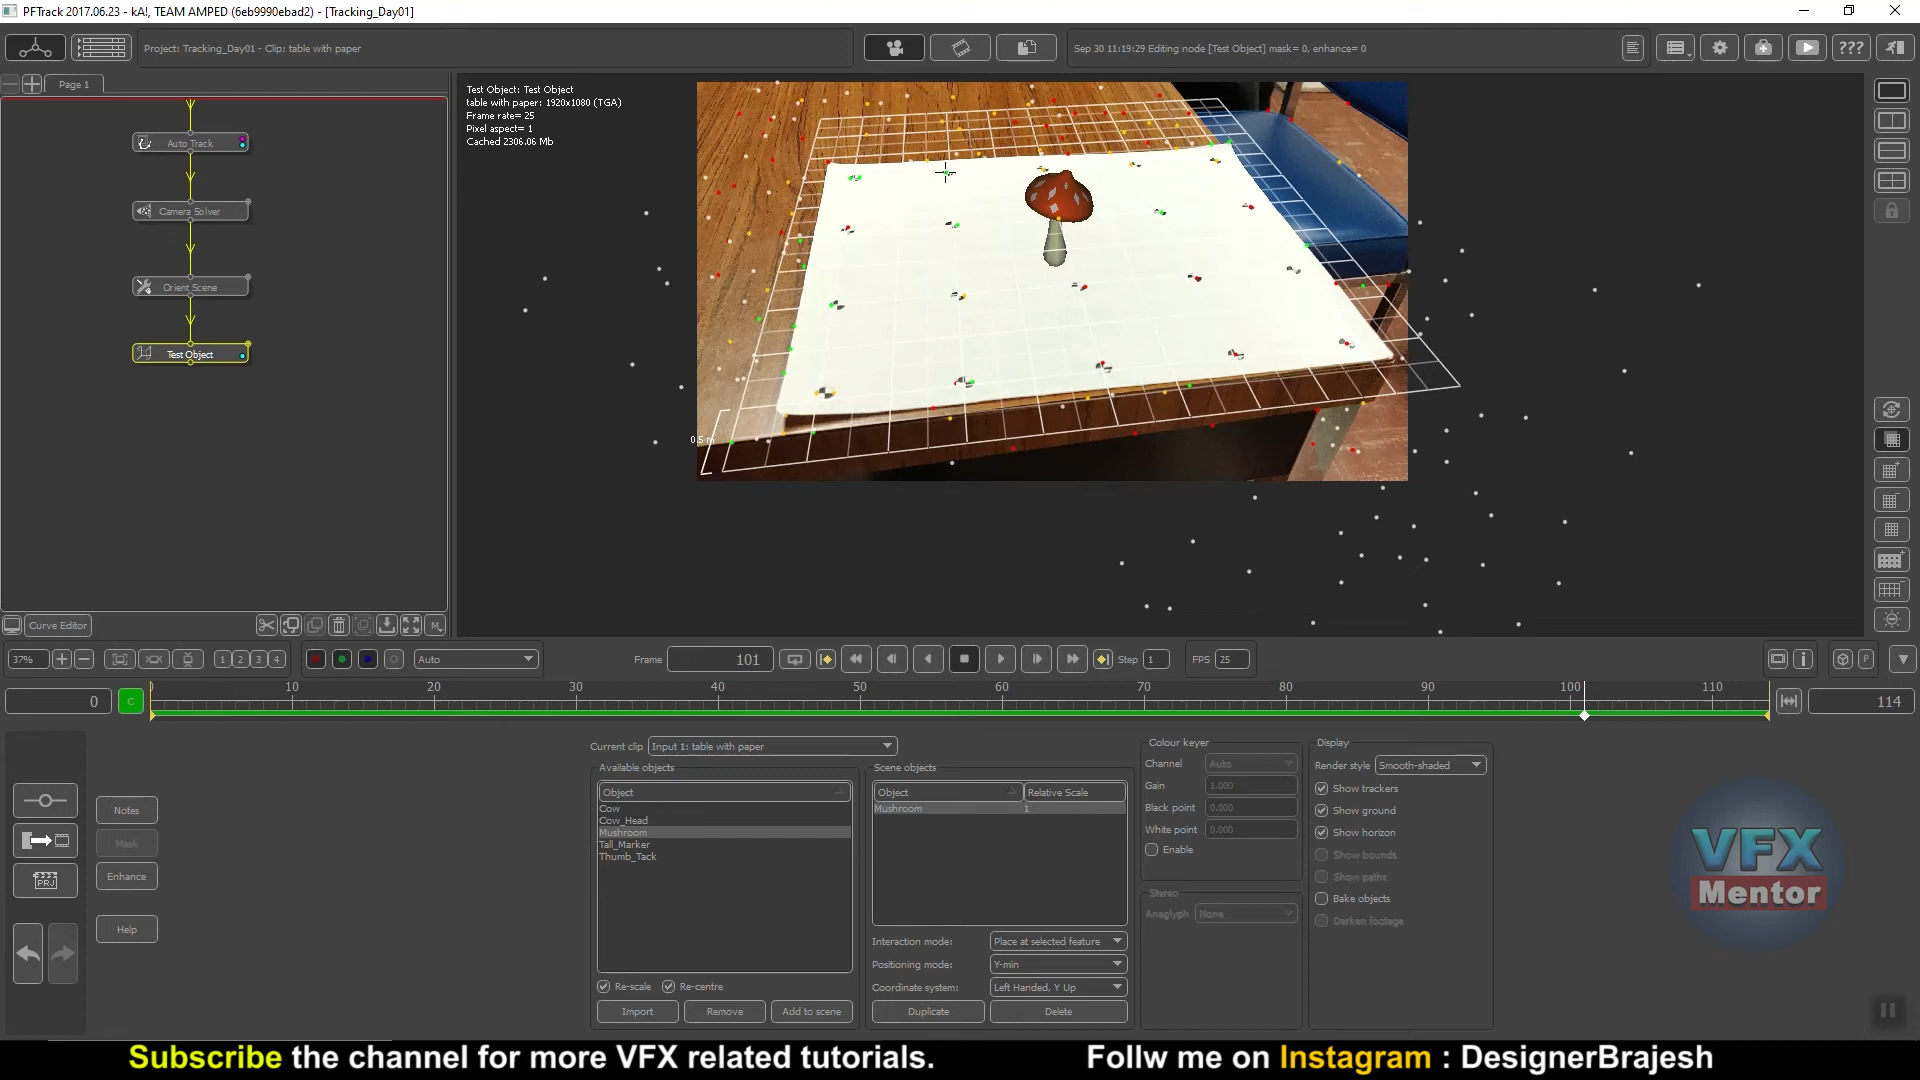 PFTrack 2017.06.23 - kA!, TEAM AMPED (6eb9990ebad2) - [Tracking_Day01]
Project: Tracking_Day01 - Clip: table with paper
Sep 30 11:19:29 Editing node [Test Object] mask= 0, enhance= 0
???
Page 1
Test Object: Test Object
table with paper: 1920x1080 (TGA)
Frame rate= 25
Pixel aspect= 1
Cached 2306.06 Mb
Auto Track
Camera Solver
Orient Scene
Test Object
0.5 m
Curve Editor
M
37%
1 2 3 4
Auto
Frame 101
Step 1
FPS 25
P
0
C
10 20 30 40 50 60 70 80 90 100 110
114
Current clip Input 1: table with paper
Available objects
Object
Cow
Cow_Head
Mushroom
Tall_Marker
Thumb_Tack
Re-scale Re-centre
Import Remove Add to scene
Scene objects
Object Relative Scale
Mushroom 1
Interaction mode: Place at selected feature
Positioning mode: Y-min
Coordinate system: Left Handed, Y Up
Duplicate Delete
Colour keyer
Channel Auto
Gain 1.000
Black point 0.000
White point 0.000
Enable
Stereo
Anaglyph None
Display
Render style Smooth-shaded
Show trackers
Show ground
Show horizon
Show bounds
Show paths
Bake objects
Darken footage
Notes
Mask
Enhance
Help
PRJ
VFX
Mentor
Subscribe the channel for more VFX related tutorials.
Follw me on Instagram : DesignerBrajesh